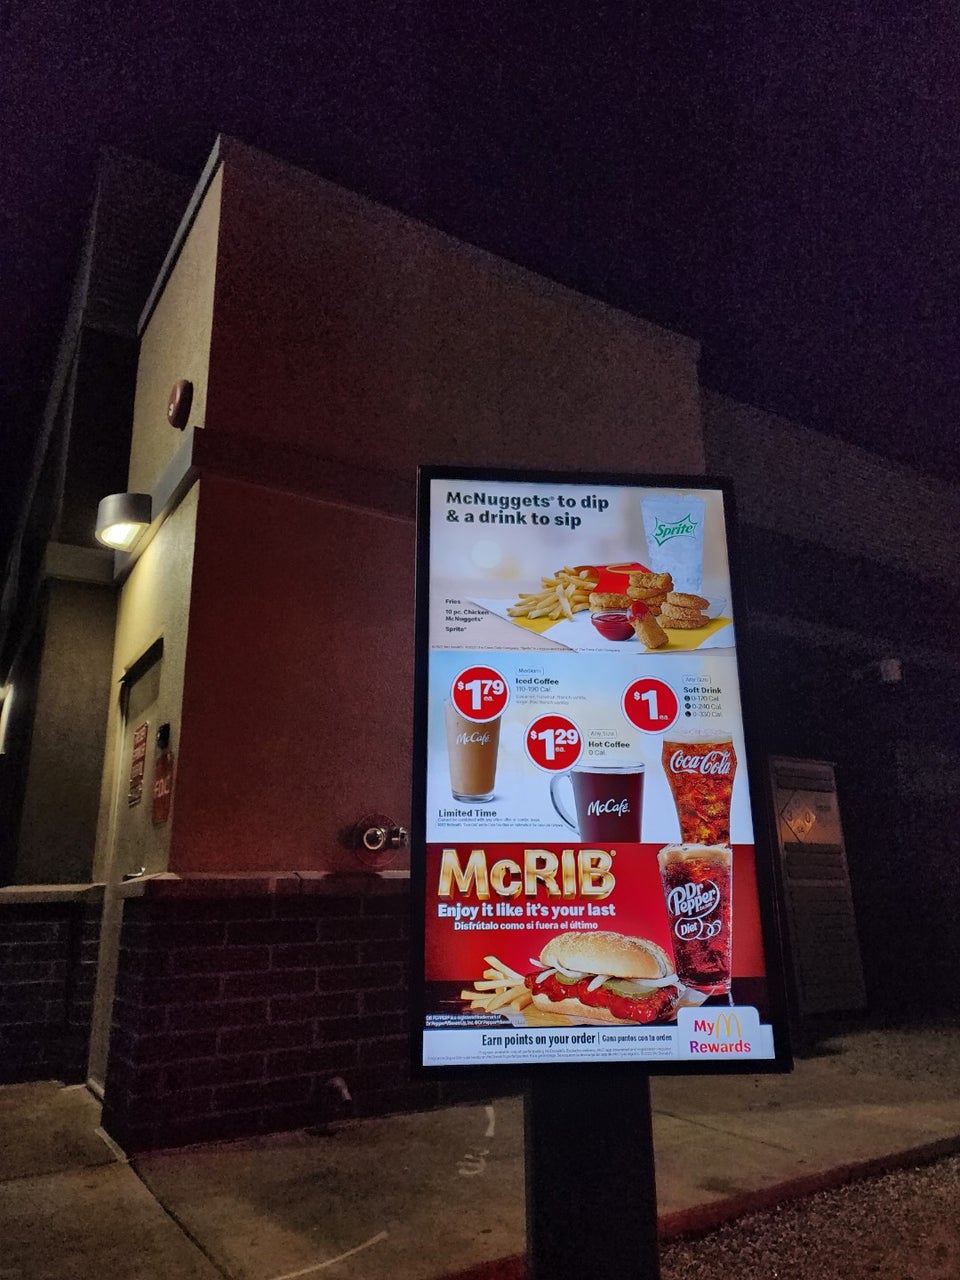 McNuggets® to dip
& a drink to sip
Sprite
Fries
10 pc. Chicken
McNuggets®
Sprite®
$179
ea.
Medium
Iced Coffee
110-190 Cal.
McCafé
$129
ea.
Any Size
Hot Coffee
0 Cal.
McCafé
$1
ea.
Any Size
Soft Drink
0-170 Cal.
0-240 Cal.
0-330 Cal.
Coca-Cola
Limited Time
McRIB®
Enjoy it like it's your last
Disfrútalo como si fuera el último
Dr Pepper
Diet
Earn points on your order | Gana puntos con tu orden
My
Rewards
FDC